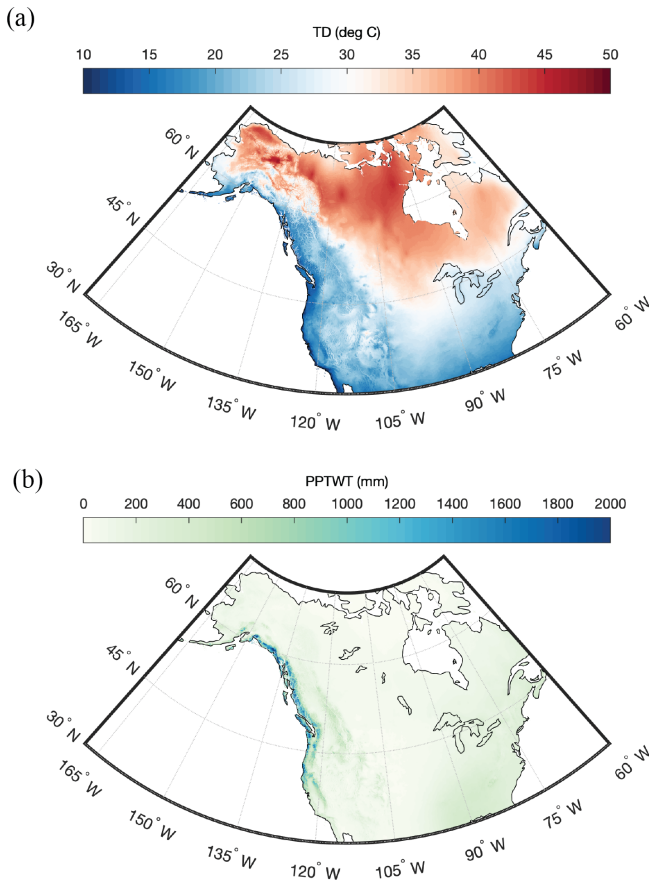 (a)
TD (deg C)
10 15 20 25 30 35 40 45 50
60° N
45° N
30° N
165° W
150° W
135° W
120° W
105° W
90° W
75° W
60° W
(b)
PPTWT (mm)
0 200 400 600 800 1000 1200 1400 1600 1800 2000
60° N
45° N
30° N
165° W
150° W
135° W
120° W
105° W
90° W
75° W
60° W